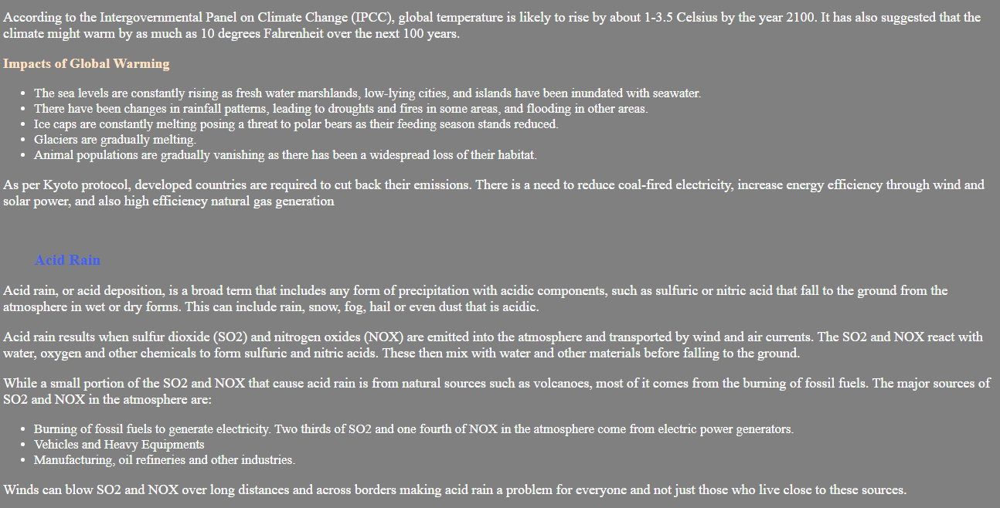 According to the Intergovernmental Panel on Climate Change (IPCC), global temperature is likely to rise by about 1-3.5 Celsius by the year 2100. It has also suggested that the
climate might warm by as much as 10 degrees Fahrenheit over the next 100 years.
Impacts of Global Warming
• The sea levels are constantly rising as fresh water marshlands, low-lying cities, and islands have been inundated with seawater.
• There have been changes in rainfall patterns, leading to droughts and fires in some areas, and flooding in other areas.
• Ice caps are constantly melting posing a threat to polar bears as their feeding season stands reduced.
• Glaciers are gradually melting.
• Animal populations are gradually vanishing as there has been a widespread loss of their habitat.
As per Kyoto protocol, developed countries are required to cut back their emissions. There is a need to reduce coal-fired electricity, increase energy efficiency through wind and
solar power, and also high efficiency natural gas generation
Acid Rain
Acid rain, or acid deposition, is a broad term that includes any form of precipitation with acidic components, such as sulfuric or nitric acid that fall to the ground from the
atmosphere in wet or dry forms. This can include rain, snow, fog, hail or even dust that is acidic.
Acid rain results when sulfur dioxide (SO2) and nitrogen oxides (NOX) are emitted into the atmosphere and transported by wind and air currents. The SO2 and NOX react with
water, oxygen and other chemicals to form sulfuric and nitric acids. These then mix with water and other materials before falling to the ground.
While a small portion of the SO2 and NOX that cause acid rain is from natural sources such as volcanoes, most of it comes from the burning of fossil fuels. The major sources of
SO2 and NOX in the atmosphere are:
• Burning of fossil fuels to generate electricity. Two thirds of SO2 and one fourth of NOX in the atmosphere come from electric power generators.
• Vehicles and Heavy Equipments
• Manufacturing, oil refineries and other industries.
Winds can blow SO2 and NOX over long distances and across borders making acid rain a problem for everyone and not just those who live close to these sources.